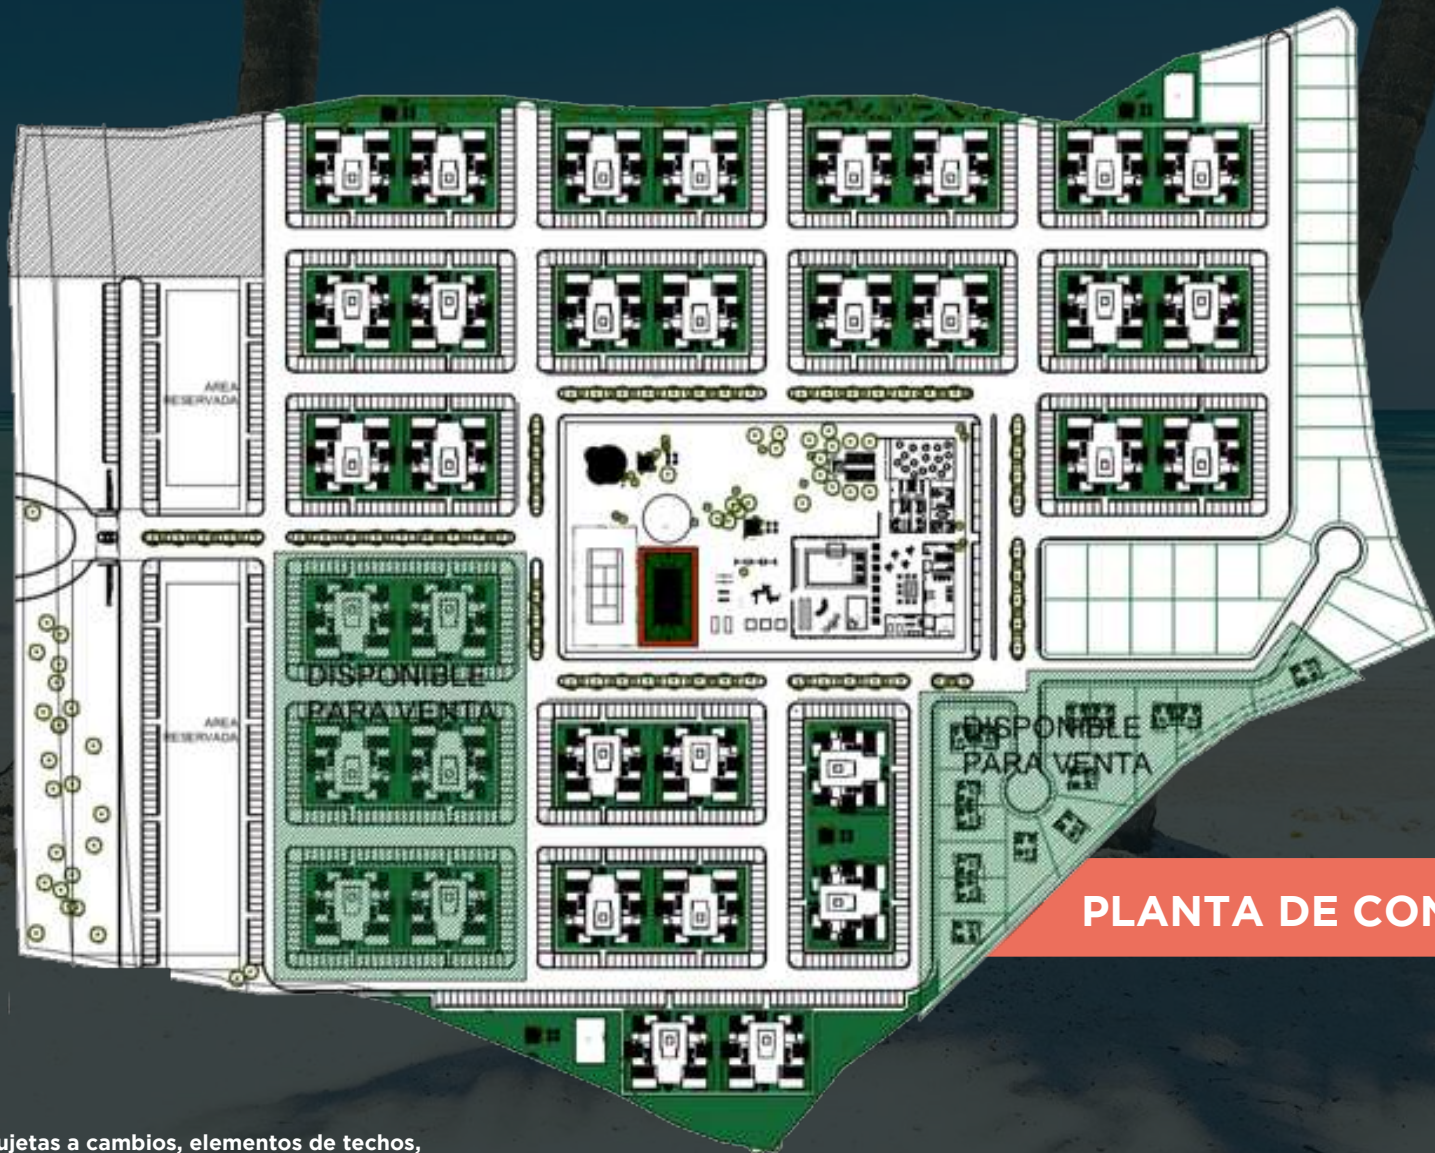 AREA
RESERVADA
DISPONIBLE
PARA VENTA
AREA
RESERVADA
DISPONIBLE
PARA VENTA
PLANTA DE CON
ujetas a cambios, elementos de techos,